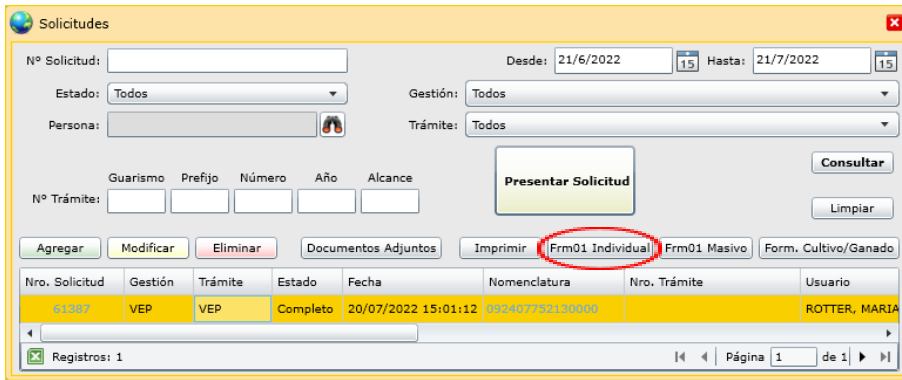 Solicitudes
Nº Solicitud: Desde: 21/6/2022 15 Hasta: 21/7/2022 15
Estado: Todos Gestión: Todos
Persona: Trámite: Todos
Guarismo Prefijo Número Año Alcance
Presentar Solicitud
Consultar
Nº Trámite:
Limpiar
Agregar Modificar Eliminar Documentos Adjuntos Imprimir Frm01 Individual Frm01 Masivo Form. Cultivo/Ganado
Nro. Solicitud Gestión Trámite Estado Fecha Nomenclatura Nro. Trámite Usuario
61387 VEP VEP Completo 20/07/2022 15:01:12 092407752130000 ROTTER, MARIA
Registros: 1 Página 1 de 1